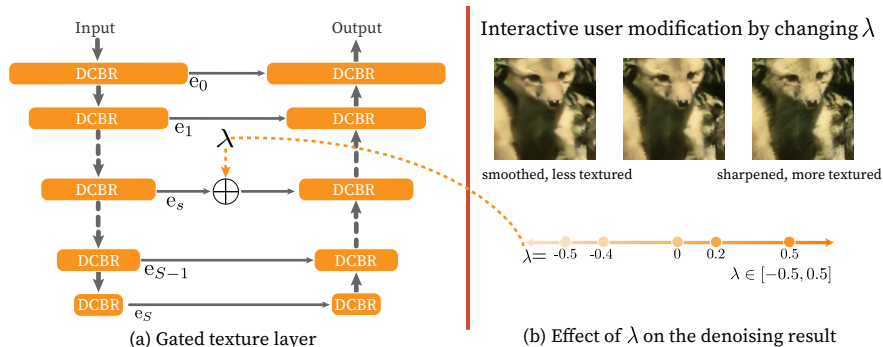 Input
Output
DCBR
DCBR
e₀
DCBR
DCBR
e₁
λ
DCBR
DCBR
eₛ
DCBR
DCBR
e_{S−1}
DCBR
DCBR
e_S
(a) Gated texture layer
Interactive user modification by changing λ
smoothed, less textured
sharpened, more textured
λ=
-0.5 -0.4 0 0.2 0.5
λ ∈ [−0.5, 0.5]
(b) Effect of λ on the denoising result